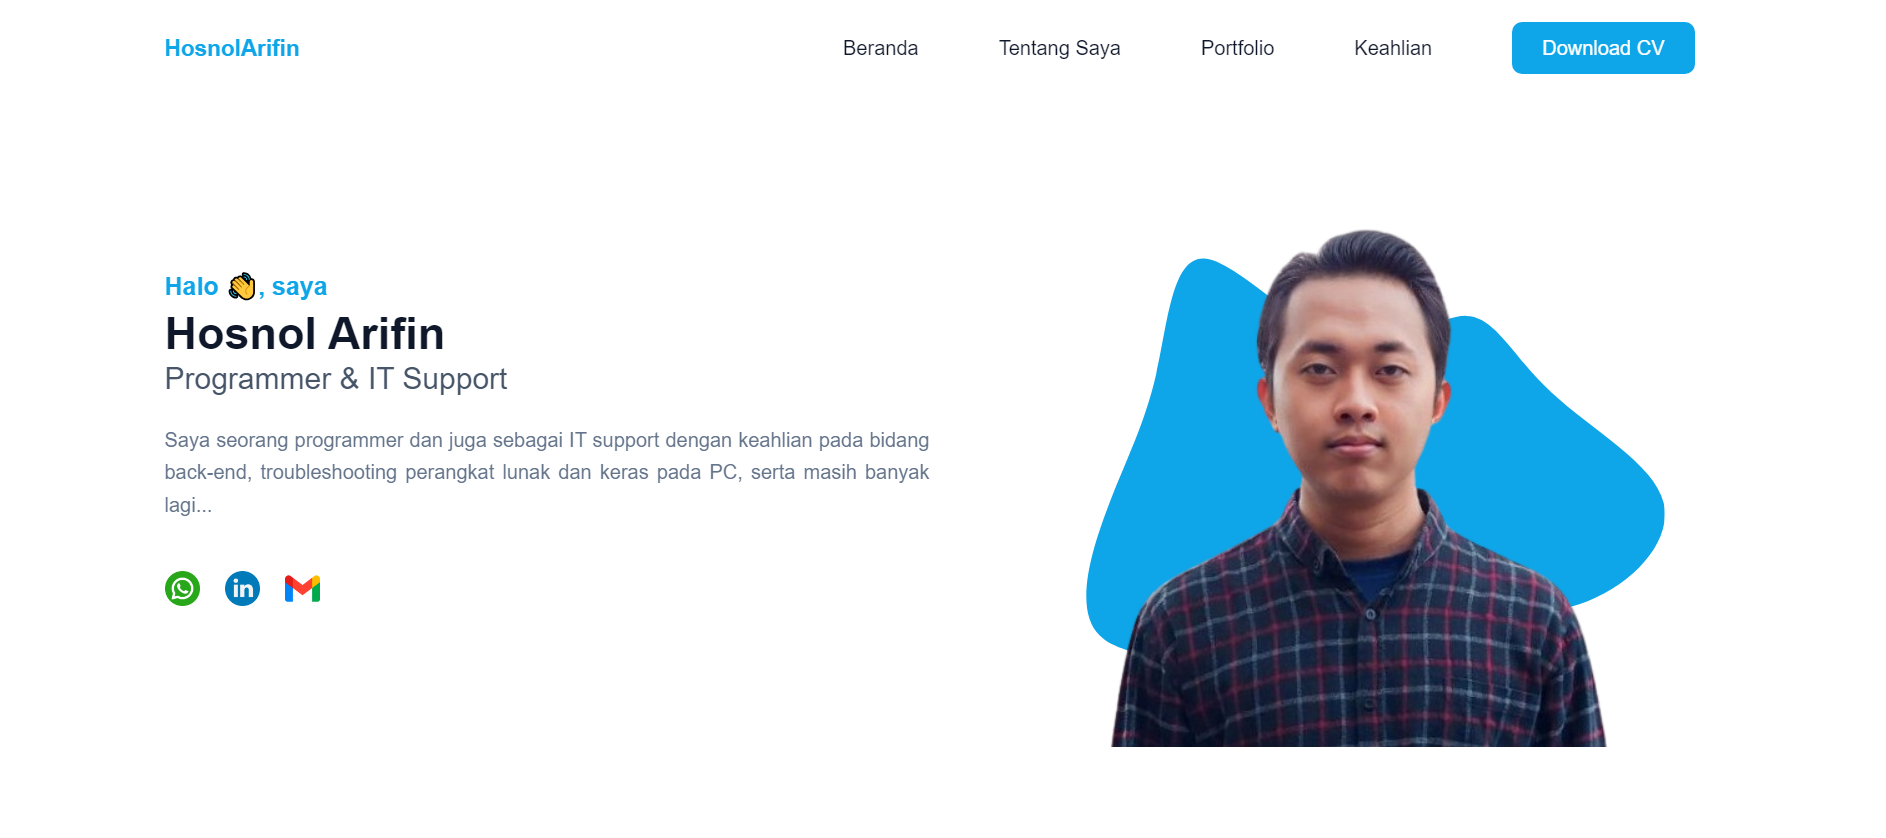 HosnolArifin
Beranda
Tentang Saya
Portfolio
Keahlian
Download CV
Halo 👋, saya
Hosnol Arifin
Programmer & IT Support
Saya seorang programmer dan juga sebagai IT support dengan keahlian pada bidang
back-end, troubleshooting perangkat lunak dan keras pada PC, serta masih banyak
lagi...
in